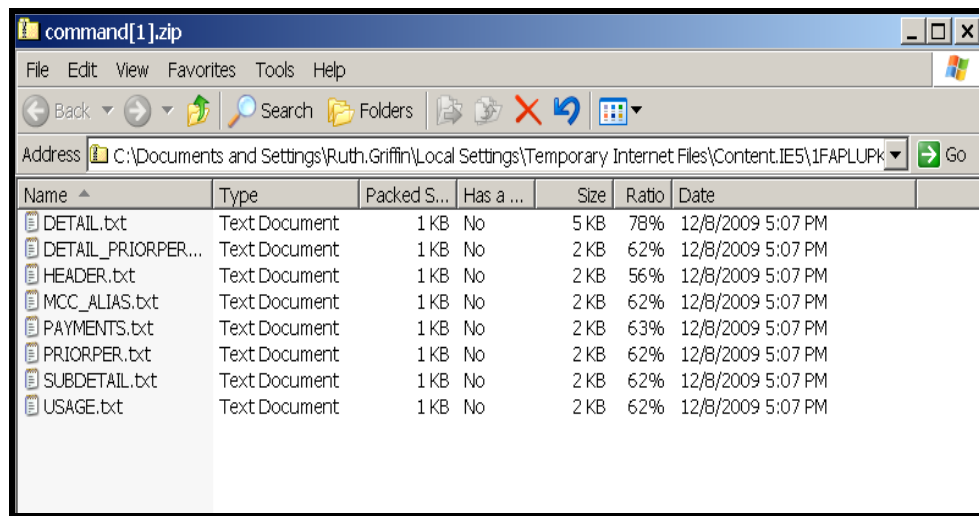 command[1].zip
File Edit View Favorites Tools Help
Back Search Folders
Address C:\Documents and Settings\Ruth.Griffin\Local Settings\Temporary Internet Files\Content.IE5\1FAPLUPK Go
Name Type Packed S... Has a ... Size Ratio Date
DETAIL.txt Text Document 1 KB No 5 KB 78% 12/8/2009 5:07 PM
DETAIL_PRIORPER... Text Document 1 KB No 2 KB 62% 12/8/2009 5:07 PM
HEADER.txt Text Document 1 KB No 2 KB 56% 12/8/2009 5:07 PM
MCC_ALIAS.txt Text Document 1 KB No 2 KB 62% 12/8/2009 5:07 PM
PAYMENTS.txt Text Document 1 KB No 2 KB 63% 12/8/2009 5:07 PM
PRIORPER.txt Text Document 1 KB No 2 KB 62% 12/8/2009 5:07 PM
SUBDETAIL.txt Text Document 1 KB No 2 KB 62% 12/8/2009 5:07 PM
USAGE.txt Text Document 1 KB No 2 KB 62% 12/8/2009 5:07 PM